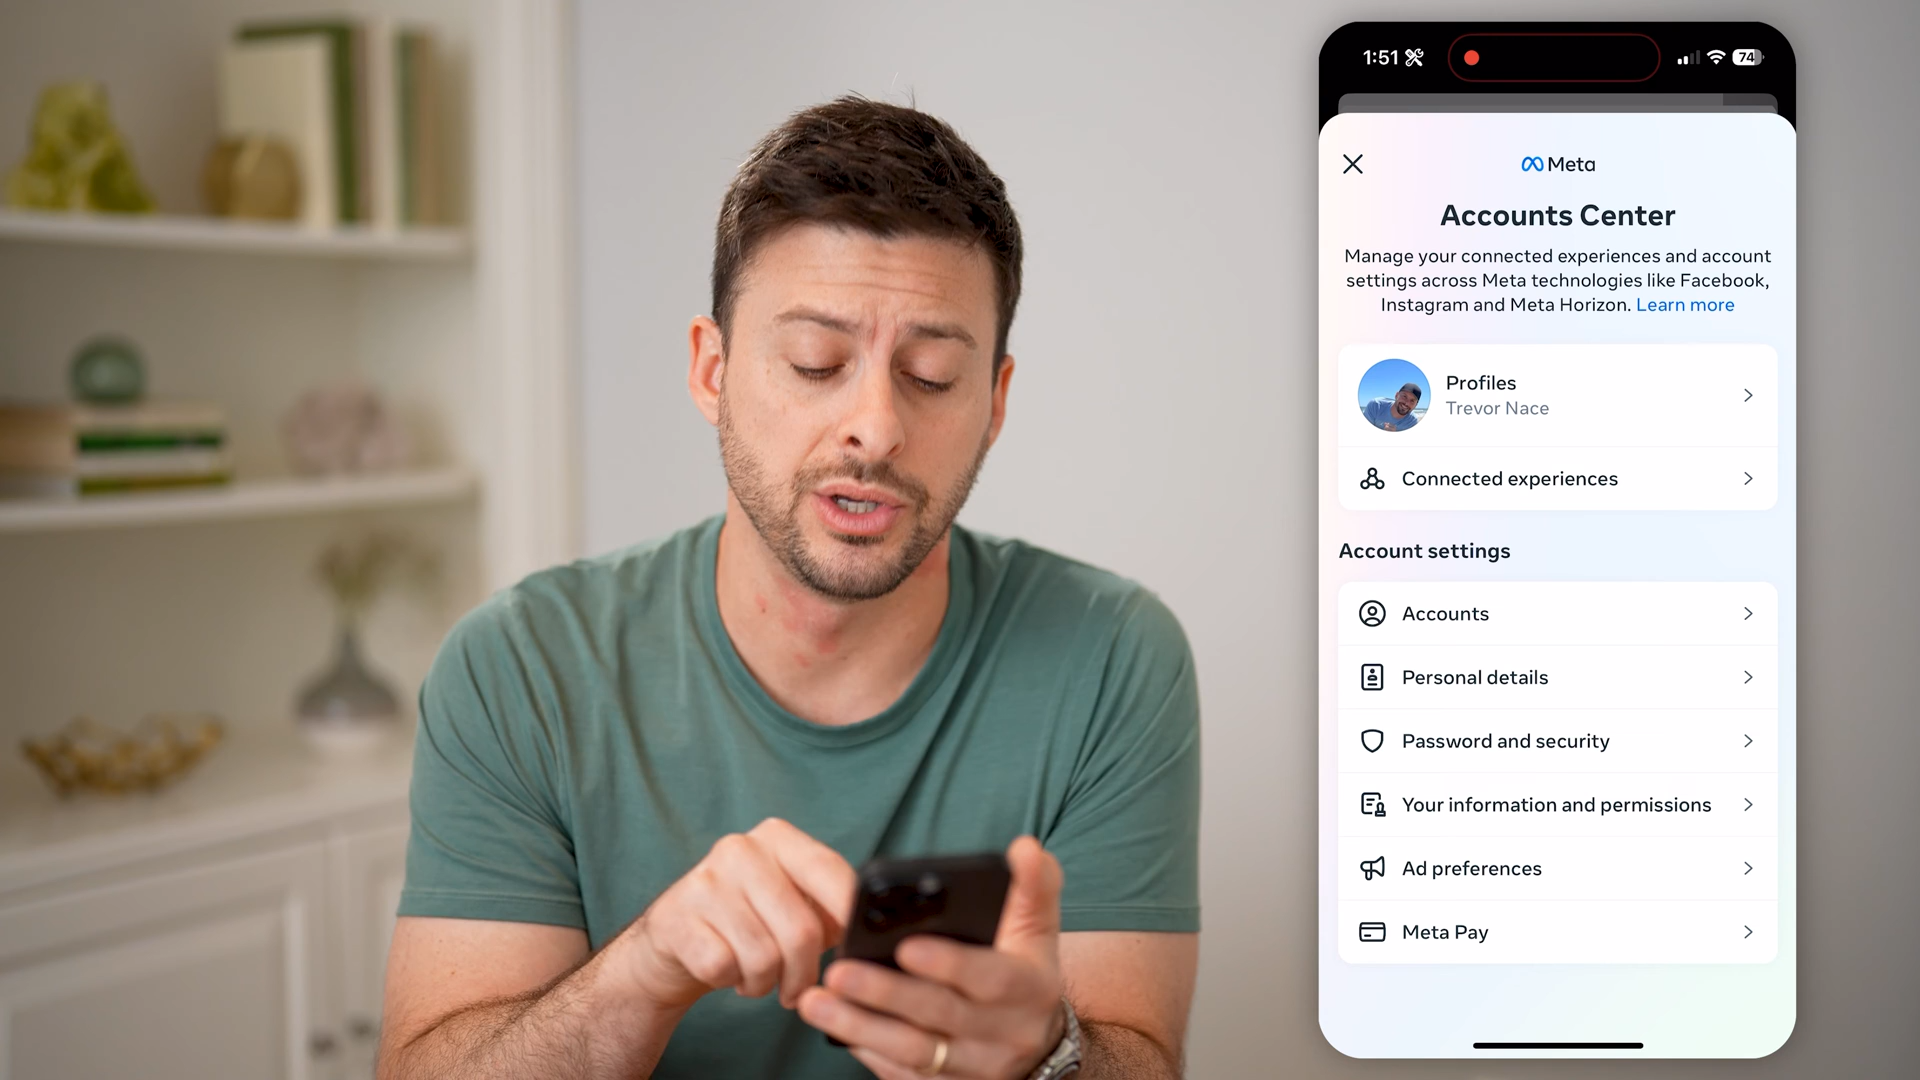 1:51
74
Meta
Accounts Center
Manage your connected experiences and account
settings across Meta technologies like Facebook,
Instagram and Meta Horizon. Learn more
Profiles
Trevor Nace
Connected experiences
Account settings
Accounts
Personal details
Password and security
Your information and permissions
Ad preferences
Meta Pay